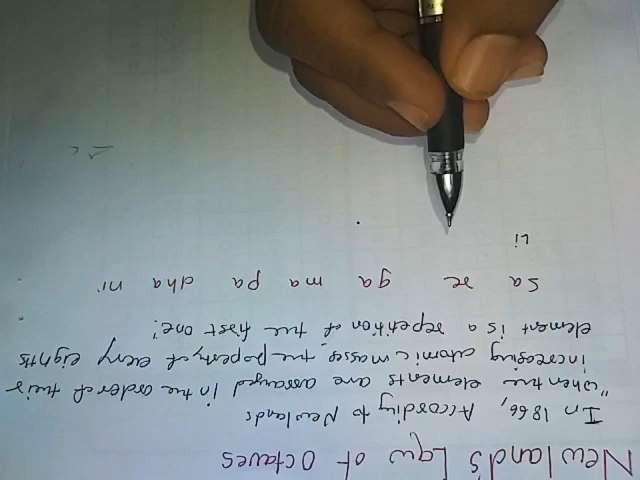 Newland's Law of Octaves
In 1866, According to Newlands
"when the elements are arranged in the order of their
increasing atomic masses the property of every eights
element is a repetition of the first one".
Sa re ga ma pa dha ni
Li